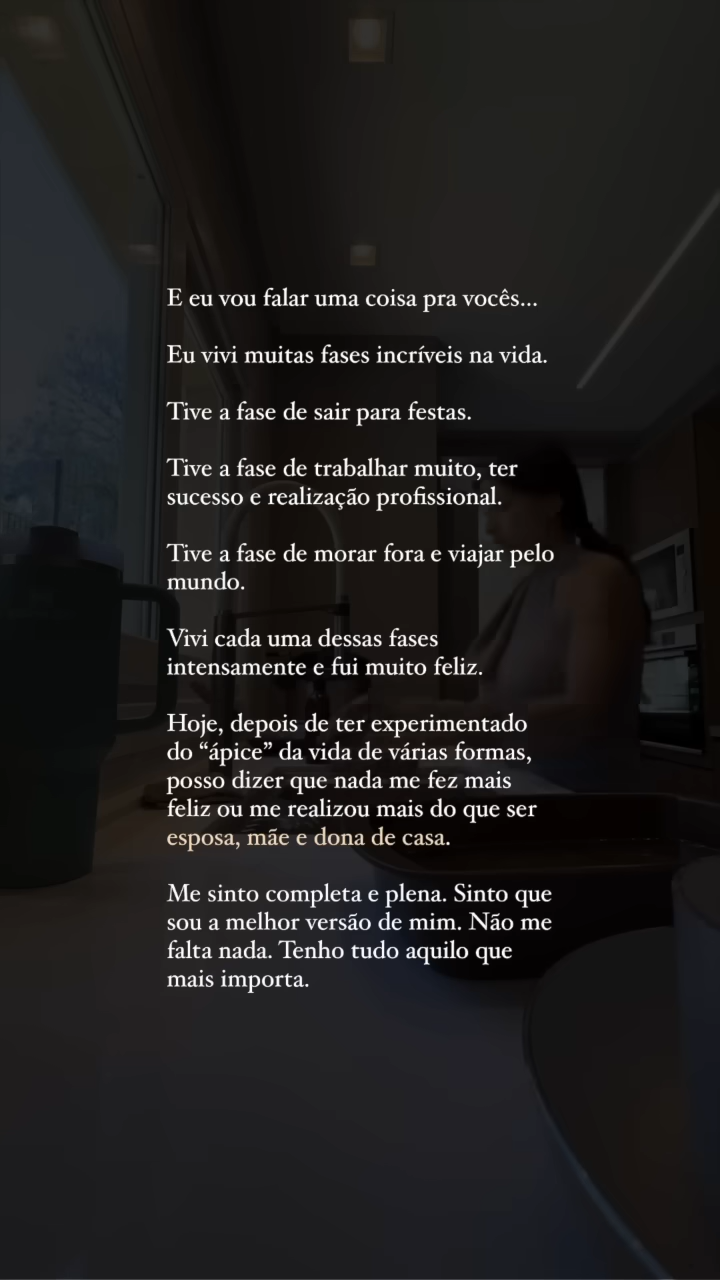 E eu vou falar uma coisa pra vocês...
Eu vivi muitas fases incríveis na vida.
Tive a fase de sair para festas.
Tive a fase de trabalhar muito, ter
sucesso e realização profissional.
Tive a fase de morar fora e viajar pelo
mundo.
Vivi cada uma dessas fases
intensamente e fui muito feliz.
Hoje, depois de ter experimentado
do “ápice” da vida de várias formas,
posso dizer que nada me fez mais
feliz ou me realizou mais do que ser
esposa, mãe e dona de casa.
Me sinto completa e plena. Sinto que
sou a melhor versão de mim. Não me
falta nada. Tenho tudo aquilo que
mais importa.